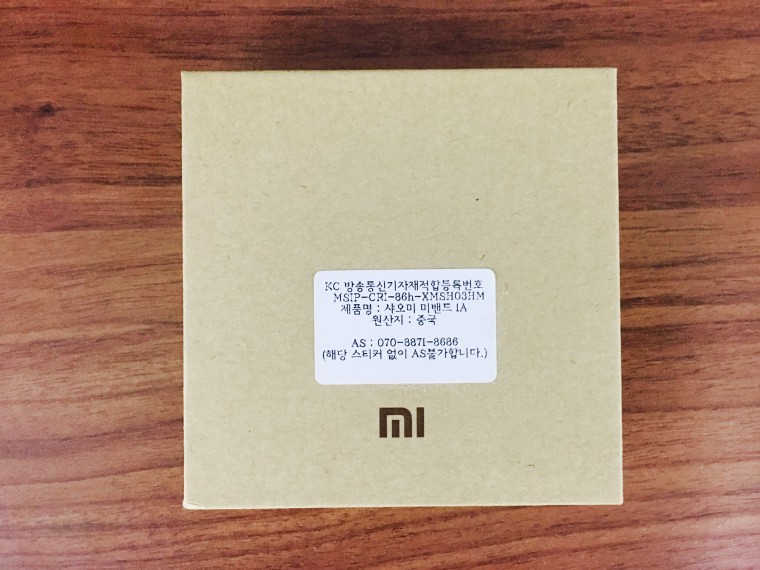 KC 방송통신기자재적합등록번호
MSIP-CRI-86h-XMSH03HM
제품명 : 샤오미 미밴드 1A
원산지 : 중국
AS : 070-8871-8686
(해당 스티커 없이 AS불가합니다.)
mi